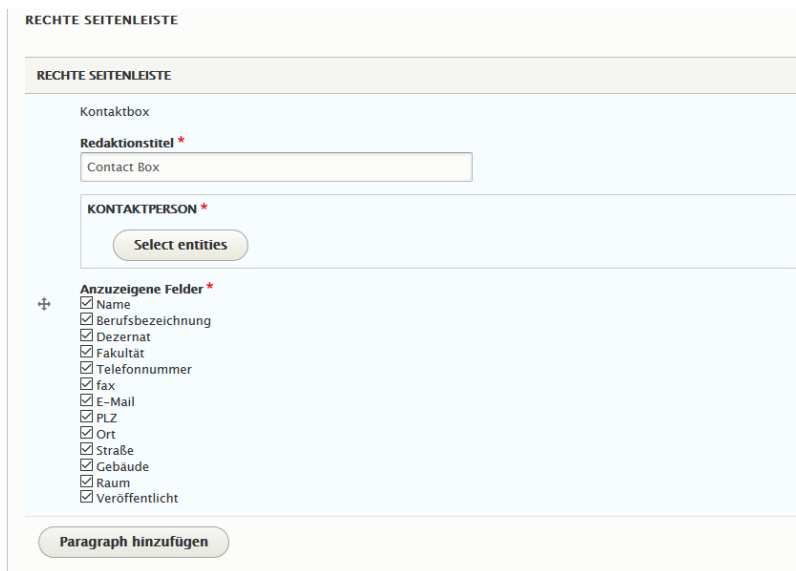 RECHTE SEITENLEISTE
RECHTE SEITENLEISTE
Kontaktbox
Redaktionstitel *
Contact Box
KONTAKTPERSON *
Select entities
Anzuzeigene Felder *
Name
Berufsbezeichnung
Dezernat
Fakultät
Telefonnummer
fax
E-Mail
PLZ
Ort
Straße
Gebäude
Raum
Veröffentlicht
Paragraph hinzufügen